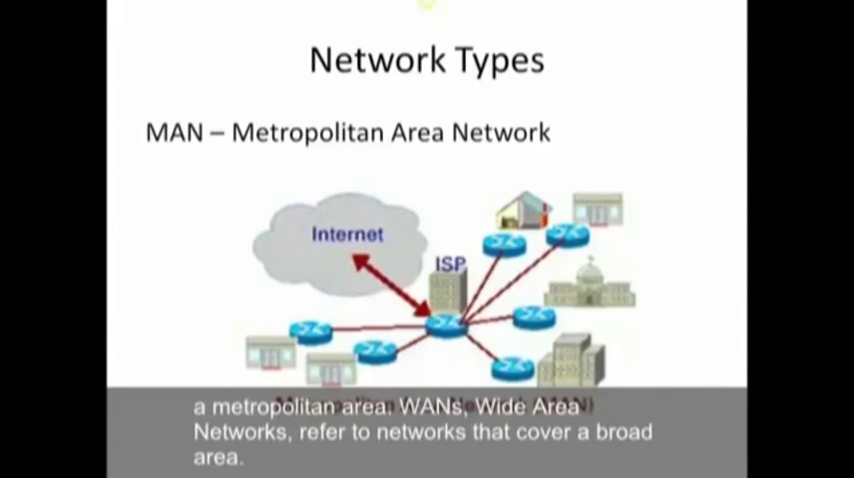 Network Types
MAN – Metropolitan Area Network
Internet
ISP
a metropolitan area. WANs, Wide Area
Networks, refer to networks that cover a broad
area.